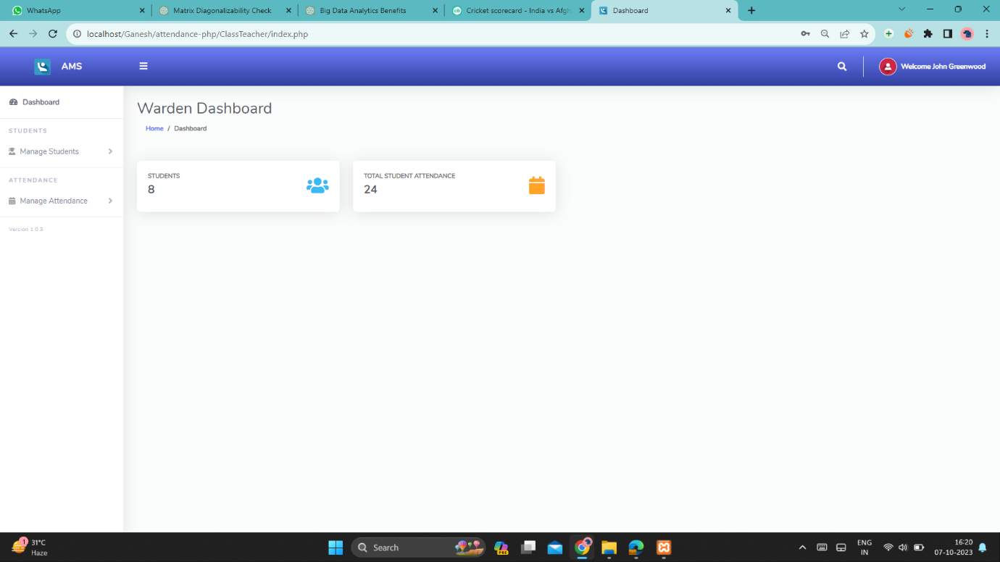 WhatsApp
Matrix Diagonalizability Check
Big Data Analytics Benefits
Cricket scorecard - India vs Afgh
Dashboard
localhost/Ganesh/attendance-php/ClassTeacher/index.php
AMS
Welcome John Greenwood
Dashboard
STUDENTS
Manage Students
ATTENDANCE
Manage Attendance
Version 1.0.3
Warden Dashboard
Home / Dashboard
STUDENTS
8
TOTAL STUDENT ATTENDANCE
24
1
31°C
Haze
Search
PRE
ENG
IN
16:20
07-10-2023